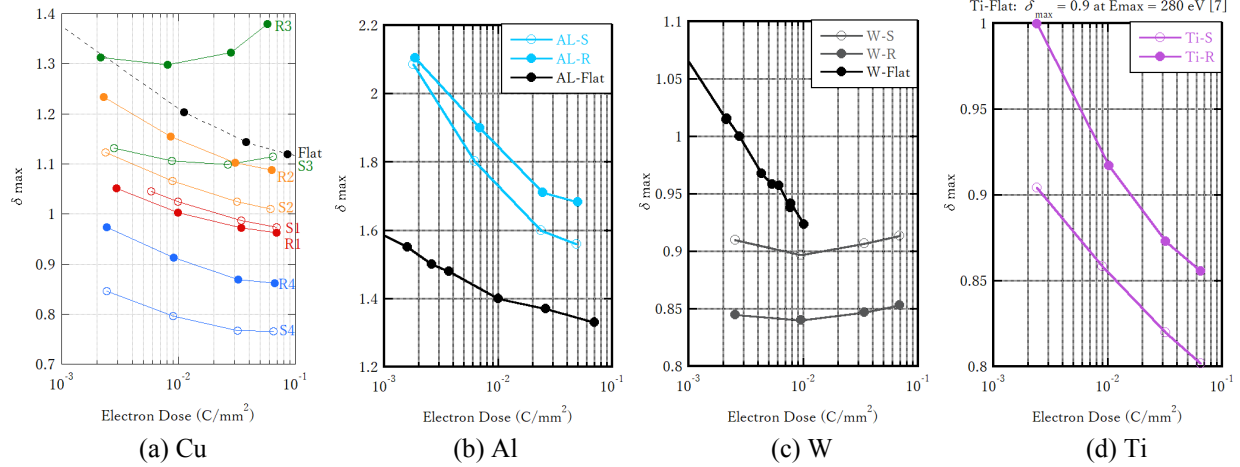 Ti-Flat: δmax = 0.9 at Emax = 280 eV [7]
1.4
1.3
1.2
1.1
1
0.9
0.8
0.7
δ max
R3
Flat
S3
R2
S2
S1
R1
R4
S4
10-3
10-2
10-1
Electron Dose (C/mm2)
(a) Cu
2.2
2
1.8
1.6
1.4
1.2
δ max
AL-S
AL-R
AL-Flat
10-3
10-2
10-1
Electron Dose (C/mm2)
(b) Al
1.1
1.05
1
0.95
0.9
0.85
0.8
δ max
W-S
W-R
W-Flat
10-3
10-2
10-1
Electron Dose (C/mm2)
(c) W
1
0.95
0.9
0.85
0.8
δ max
Ti-S
Ti-R
10-3
10-2
10-1
Electron Dose (C/mm2)
(d) Ti